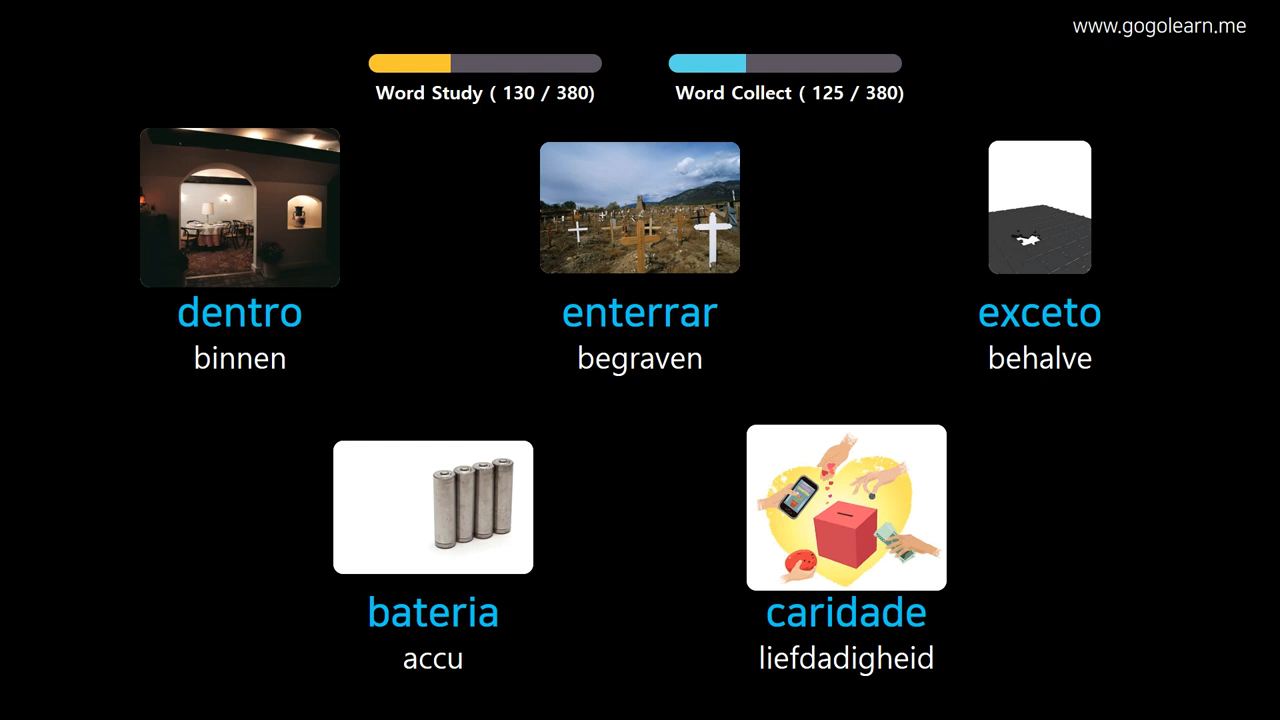 www.gogolearn.me
Word Study ( 130 / 380)
Word Collect ( 125 / 380)
dentro
binnen
enterrar
begraven
exceto
behalve
bateria
accu
caridade
liefdadigheid